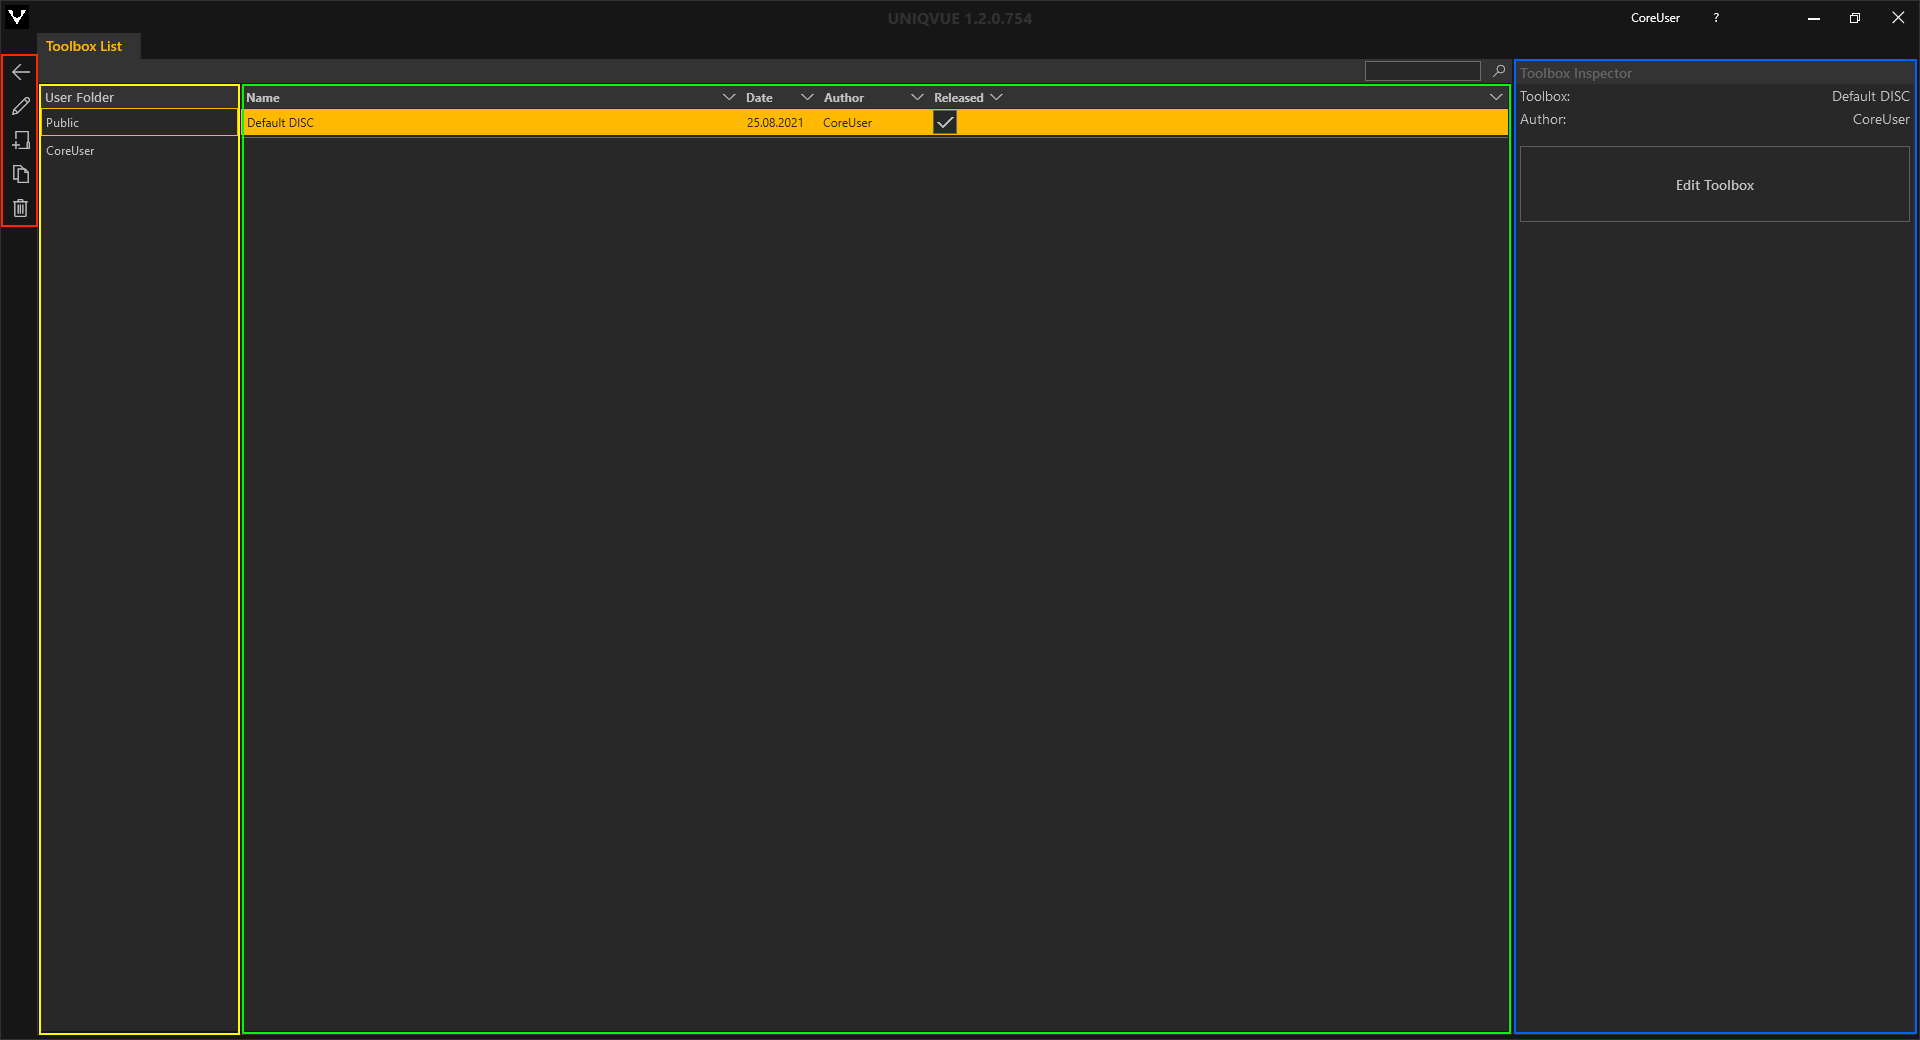 UNIQVUE 1.2.0.754
CoreUser ?
Toolbox List
User Folder
Public
CoreUser
Name Date Author Released
Default DISC 25.08.2021 CoreUser
Toolbox Inspector
Toolbox: Default DISC
Author: CoreUser
Edit Toolbox